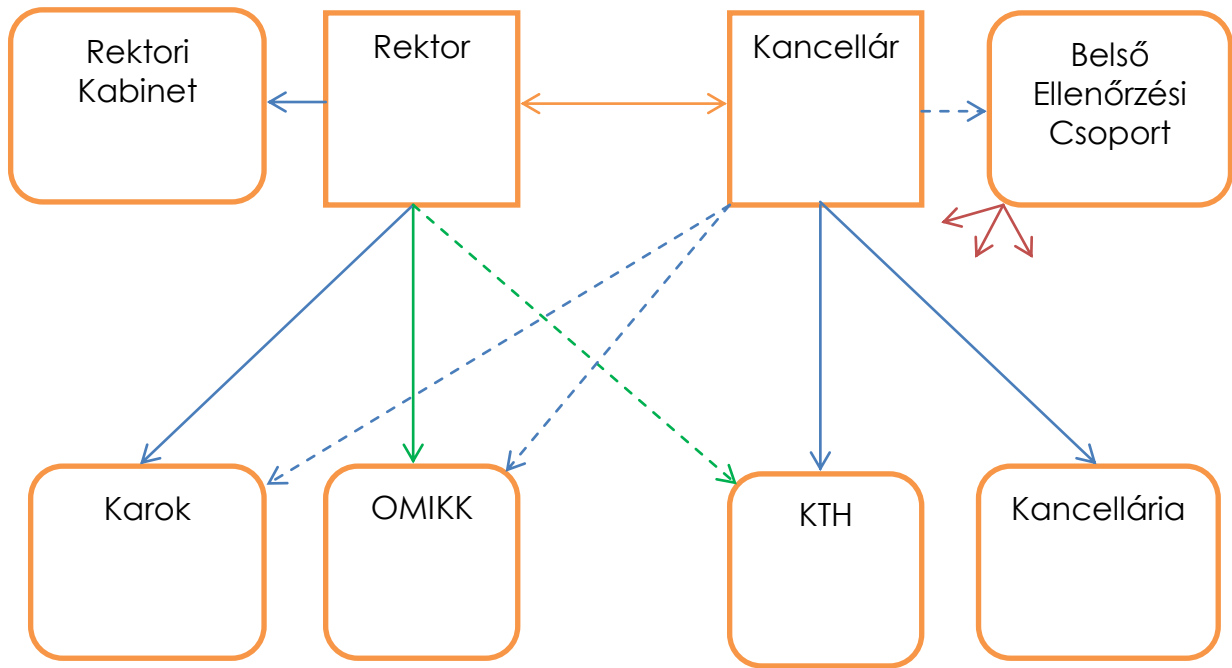 Rektori
Kabinet
Rektor
Kancellár
Belső
Ellenőrzési
Csoport
Karok
OMIKK
KTH
Kancellária